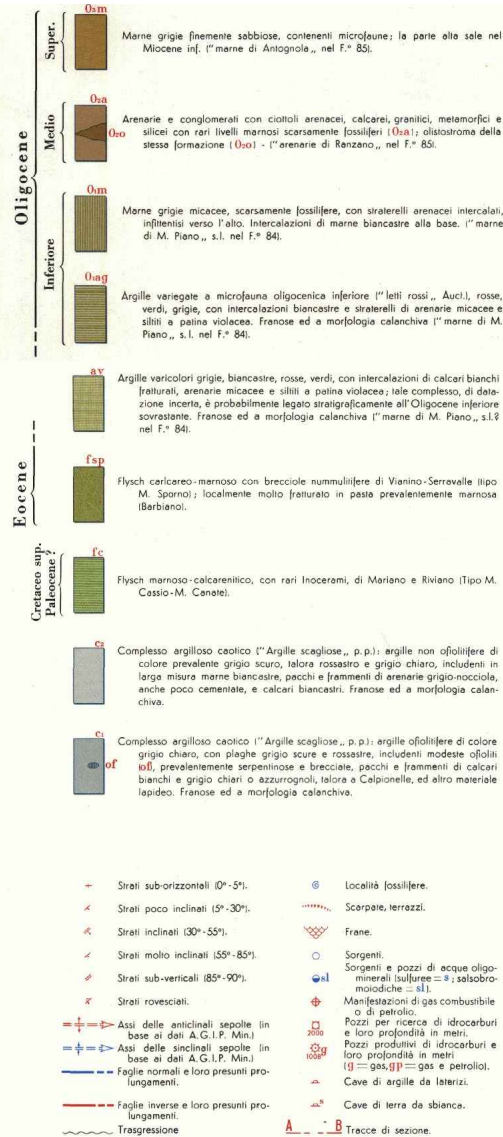 Oligocene
Super.
O₃m
Marne grigie finemente sabbiose, contenenti microfaune; la parte alta sale nel
Miocene inf. ("marne di Antognola„ nel F.° 85).
Medio
O₂a
O₂o
Arenarie e conglomerati con ciottoli arenacei, calcarei, granitici, metamorfici e
silicei con rari livelli marnosi scarsamente fossiliferi (O₂a); olistostroma della
stessa formazione (O₂o) - ("arenarie di Ranzano„ nel F.° 85).
Inferiore
O₁m
Marne grigie micacee, scarsamente fossilifere, con straterelli arenacei intercalati,
infittentisi verso l'alto. Intercalazioni di marne biancastre alla base. ("marne
di M. Piano„ s.l. nel F.° 84).
O₁ag
Argille variegate a microfauna oligocenica inferiore ("letti rossi„ Auct.), rosse,
verdi, grigie, con intercalazioni biancastre e straterelli di arenarie micacee e
siltiti a patina violacea. Franose ed a morfologia calanchiva ("marne di M.
Piano„ s.l. nel F.° 84).
Eocene
av
Argille varicolori grigie, biancastre, rosse, verdi, con intercalazioni di calcari bianchi
fratturati, arenarie micacee e siltiti a patina violacea; tale complesso, di data-
zione incerta, è probabilmente legato stratigraficamente all'Oligocene inferiore
sovrastante. Franose ed a morfologia calanchiva ("marne di M. Piano„ s.l.?
nel F.° 84).
fsp
Flysch carlcareo-marnoso con brecciole nummulitifere di Vianino-Serravalle (tipo
M. Sporno); localmente molto fratturato in pasta prevalentemente marnosa
(Barbiano).
Cretaceo sup.
Paleocene?
fc
Flysch marnoso-calcarenitico, con rari Inocerami, di Mariano e Riviano (Tipo M.
Cassio-M. Canate).
c₂
Complesso argilloso caotico ("Argille scagliose„ p.p.): argille non ofiolitifere di
colore prevalente grigio scuro, talora rossastro e grigio chiaro, includenti in
larga misura marne biancastre, pacchi e frammenti di arenarie grigio-nocciola,
anche poco cementate, e calcari biancastri. Franose ed a morfologia calan-
chiva.
c₁
of
Complesso argilloso caotico ("Argille scagliose„ p.p.): argille ofiolitifere di colore
grigio chiaro, con plaghe grigio scure e rossastre, includenti modeste ofioliti
(of), prevalentemente serpentinose e brecciate, pacchi e frammenti di calcari
bianchi e grigio chiari o azzurrognoli, talora a Calpionelle, ed altro materiale
lapideo. Franose ed a morfologia calanchiva.
Strati sub-orizzontali (0°-5°).
Strati poco inclinati (5°-30°).
Strati inclinati (30°-55°).
Strati molto inclinati (55°-85°).
Strati sub-verticali (85°-90°).
Strati rovesciati.
Assi delle anticlinali sepolte (in
base ai dati A.G.I.P. Min.)
Assi delle sinclinali sepolte (in
base ai dati A.G.I.P. Min.)
Faglie normali e loro presunti pro-
lungamenti.
Faglie inverse e loro presunti pro-
lungamenti.
Trasgressione
Località fossilifere.
Scarpate, terrazzi.
Frane.
Sorgenti.
sl
Sorgenti e pozzi di acque oligo-
minerali (sulfuree = s; salsobro-
moiodiche = sl).
Manifestazioni di gas combustibile
o di petrolio.
2000
Pozzi per ricerca di idrocarburi
e loro profondità in metri.
g
1008
Pozzi produttivi di idrocarburi e
loro profondità in metri
(g = gas, gp = gas e petrolio).
Cave di argille da laterizi.
s
Cave di terra da sbianca.
A B Tracce di sezione.